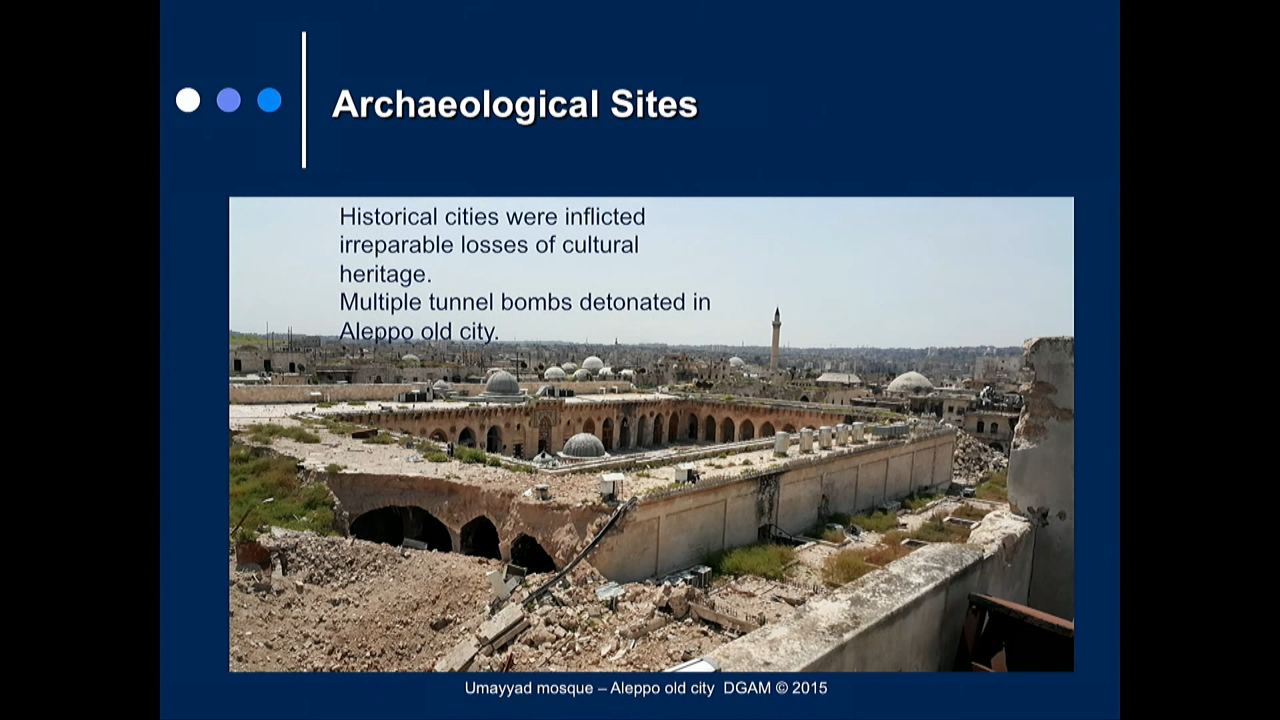 Archaeological Sites
Historical cities were inflicted
irreparable losses of cultural
heritage.
Multiple tunnel bombs detonated in
Aleppo old city.
Umayyad mosque – Aleppo old city DGAM © 2015